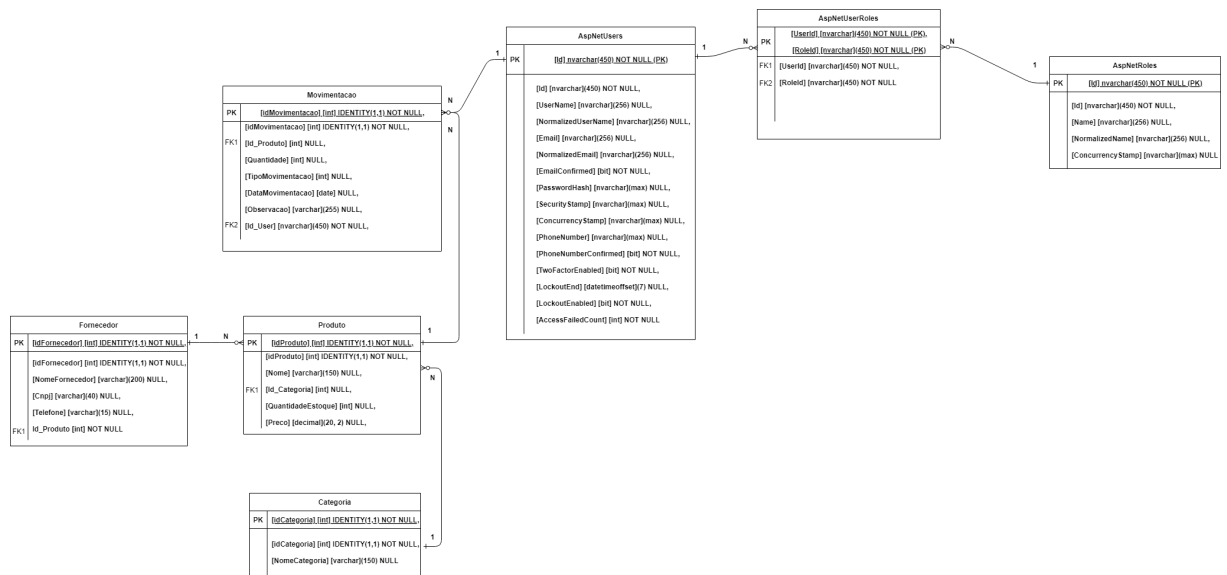 AspNetUserRoles
PK
[UserId] [nvarchar](450) NOT NULL (PK),
[RoleId] [nvarchar](450) NOT NULL (PK)
FK1
[UserId] [nvarchar](450) NOT NULL,
FK2
[RoleId] [nvarchar](450) NOT NULL
N
N
AspNetUsers
PK
[Id] nvarchar(450) NOT NULL (PK)
[Id] [nvarchar](450) NOT NULL,
[UserName] [nvarchar](256) NULL,
[NormalizedUserName] [nvarchar](256) NULL,
[Email] [nvarchar](256) NULL,
[NormalizedEmail] [nvarchar](256) NULL,
[EmailConfirmed] [bit] NOT NULL,
[PasswordHash] [nvarchar](max) NULL,
[SecurityStamp] [nvarchar](max) NULL,
[ConcurrencyStamp] [nvarchar](max) NULL,
[PhoneNumber] [nvarchar](max) NULL,
[PhoneNumberConfirmed] [bit] NOT NULL,
[TwoFactorEnabled] [bit] NOT NULL,
[LockoutEnd] [datetimeoffset](7) NULL,
[LockoutEnabled] [bit] NOT NULL,
[AccessFailedCount] [int] NOT NULL
1
1
AspNetRoles
PK
[Id] nvarchar(450) NOT NULL (PK)
[Id] [nvarchar](450) NOT NULL,
[Name] [nvarchar](256) NULL,
[NormalizedName] [nvarchar](256) NULL,
[ConcurrencyStamp] [nvarchar](max) NULL
1
Movimentacao
PK
[idMovimentacao] [int] IDENTITY(1,1) NOT NULL,
[idMovimentacao] [int] IDENTITY(1,1) NOT NULL,
FK1
[Id_Produto] [int] NULL,
[Quantidade] [int] NULL,
[TipoMovimentacao] [int] NULL,
[DataMovimentacao] [date] NULL,
[Observacao] [varchar](255) NULL,
FK2
[Id_User] [nvarchar](450) NOT NULL,
N
N
Fornecedor
PK
[idFornecedor] [int] IDENTITY(1,1) NOT NULL,
[idFornecedor] [int] IDENTITY(1,1) NOT NULL,
[NomeFornecedor] [varchar](200) NULL,
[Cnpj] [varchar](40) NULL,
[Telefone] [varchar](15) NULL,
FK1
Id_Produto [int] NOT NULL
1
N
Produto
PK
[idProduto] [int] IDENTITY(1,1) NOT NULL,
[idProduto] [int] IDENTITY(1,1) NOT NULL,
[Nome] [varchar](150) NULL,
FK1
[Id_Categoria] [int] NULL,
[QuantidadeEstoque] [int] NULL,
[Preco] [decimal](20, 2) NULL,
1
N
Categoria
PK
[idCategoria] [int] IDENTITY(1,1) NOT NULL,
[idCategoria] [int] IDENTITY(1,1) NOT NULL,
[NomeCategoria] [varchar](150) NULL
1